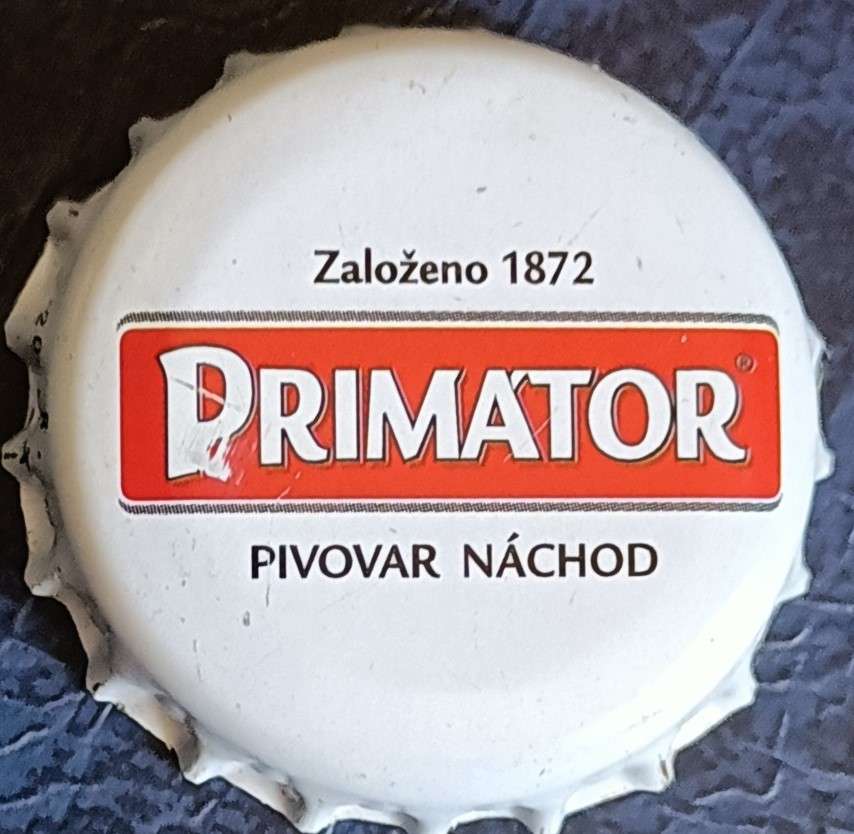 Založeno 1872
PRIMÁTOR®
PIVOVAR NÁCHOD